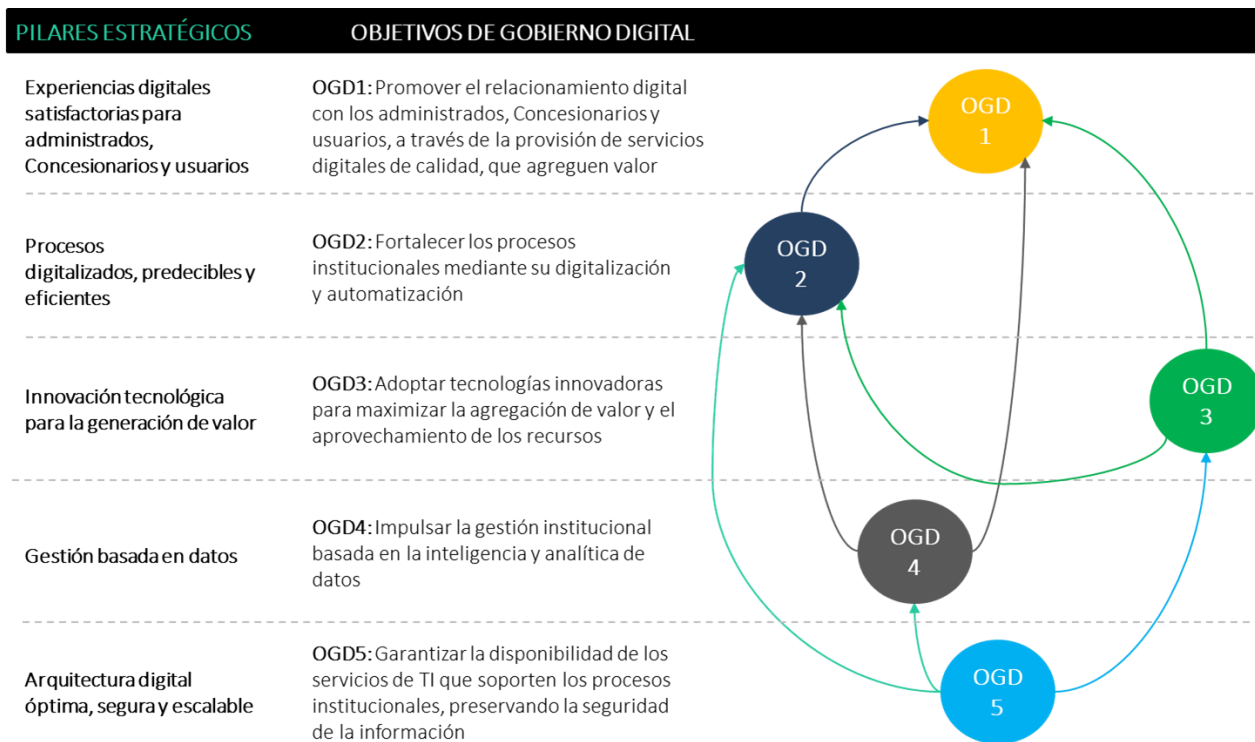 PILARES ESTRATÉGICOS
OBJETIVOS DE GOBIERNO DIGITAL
Experiencias digitales
satisfactorias para
administrados,
Concesionarios y usuarios
OGD1: Promover el relacionamiento digital
con los administrados, Concesionarios y
usuarios, a través de la provisión de servicios
digitales de calidad, que agreguen valor
OGD
1
Procesos
digitalizados, predecibles y
eficientes
OGD2: Fortalecer los procesos
institucionales mediante su digitalización
y automatización
OGD
2
Innovación tecnológica
para la generación de valor
OGD3: Adoptar tecnologías innovadoras
para maximizar la agregación de valor y el
aprovechamiento de los recursos
OGD
3
Gestión basada en datos
OGD4: Impulsar la gestión institucional
basada en la inteligencia y analítica de
datos
OGD
4
Arquitectura digital
óptima, segura y escalable
OGD5: Garantizar la disponibilidad de los
servicios de TI que soporten los procesos
institucionales, preservando la seguridad
de la información
OGD
5